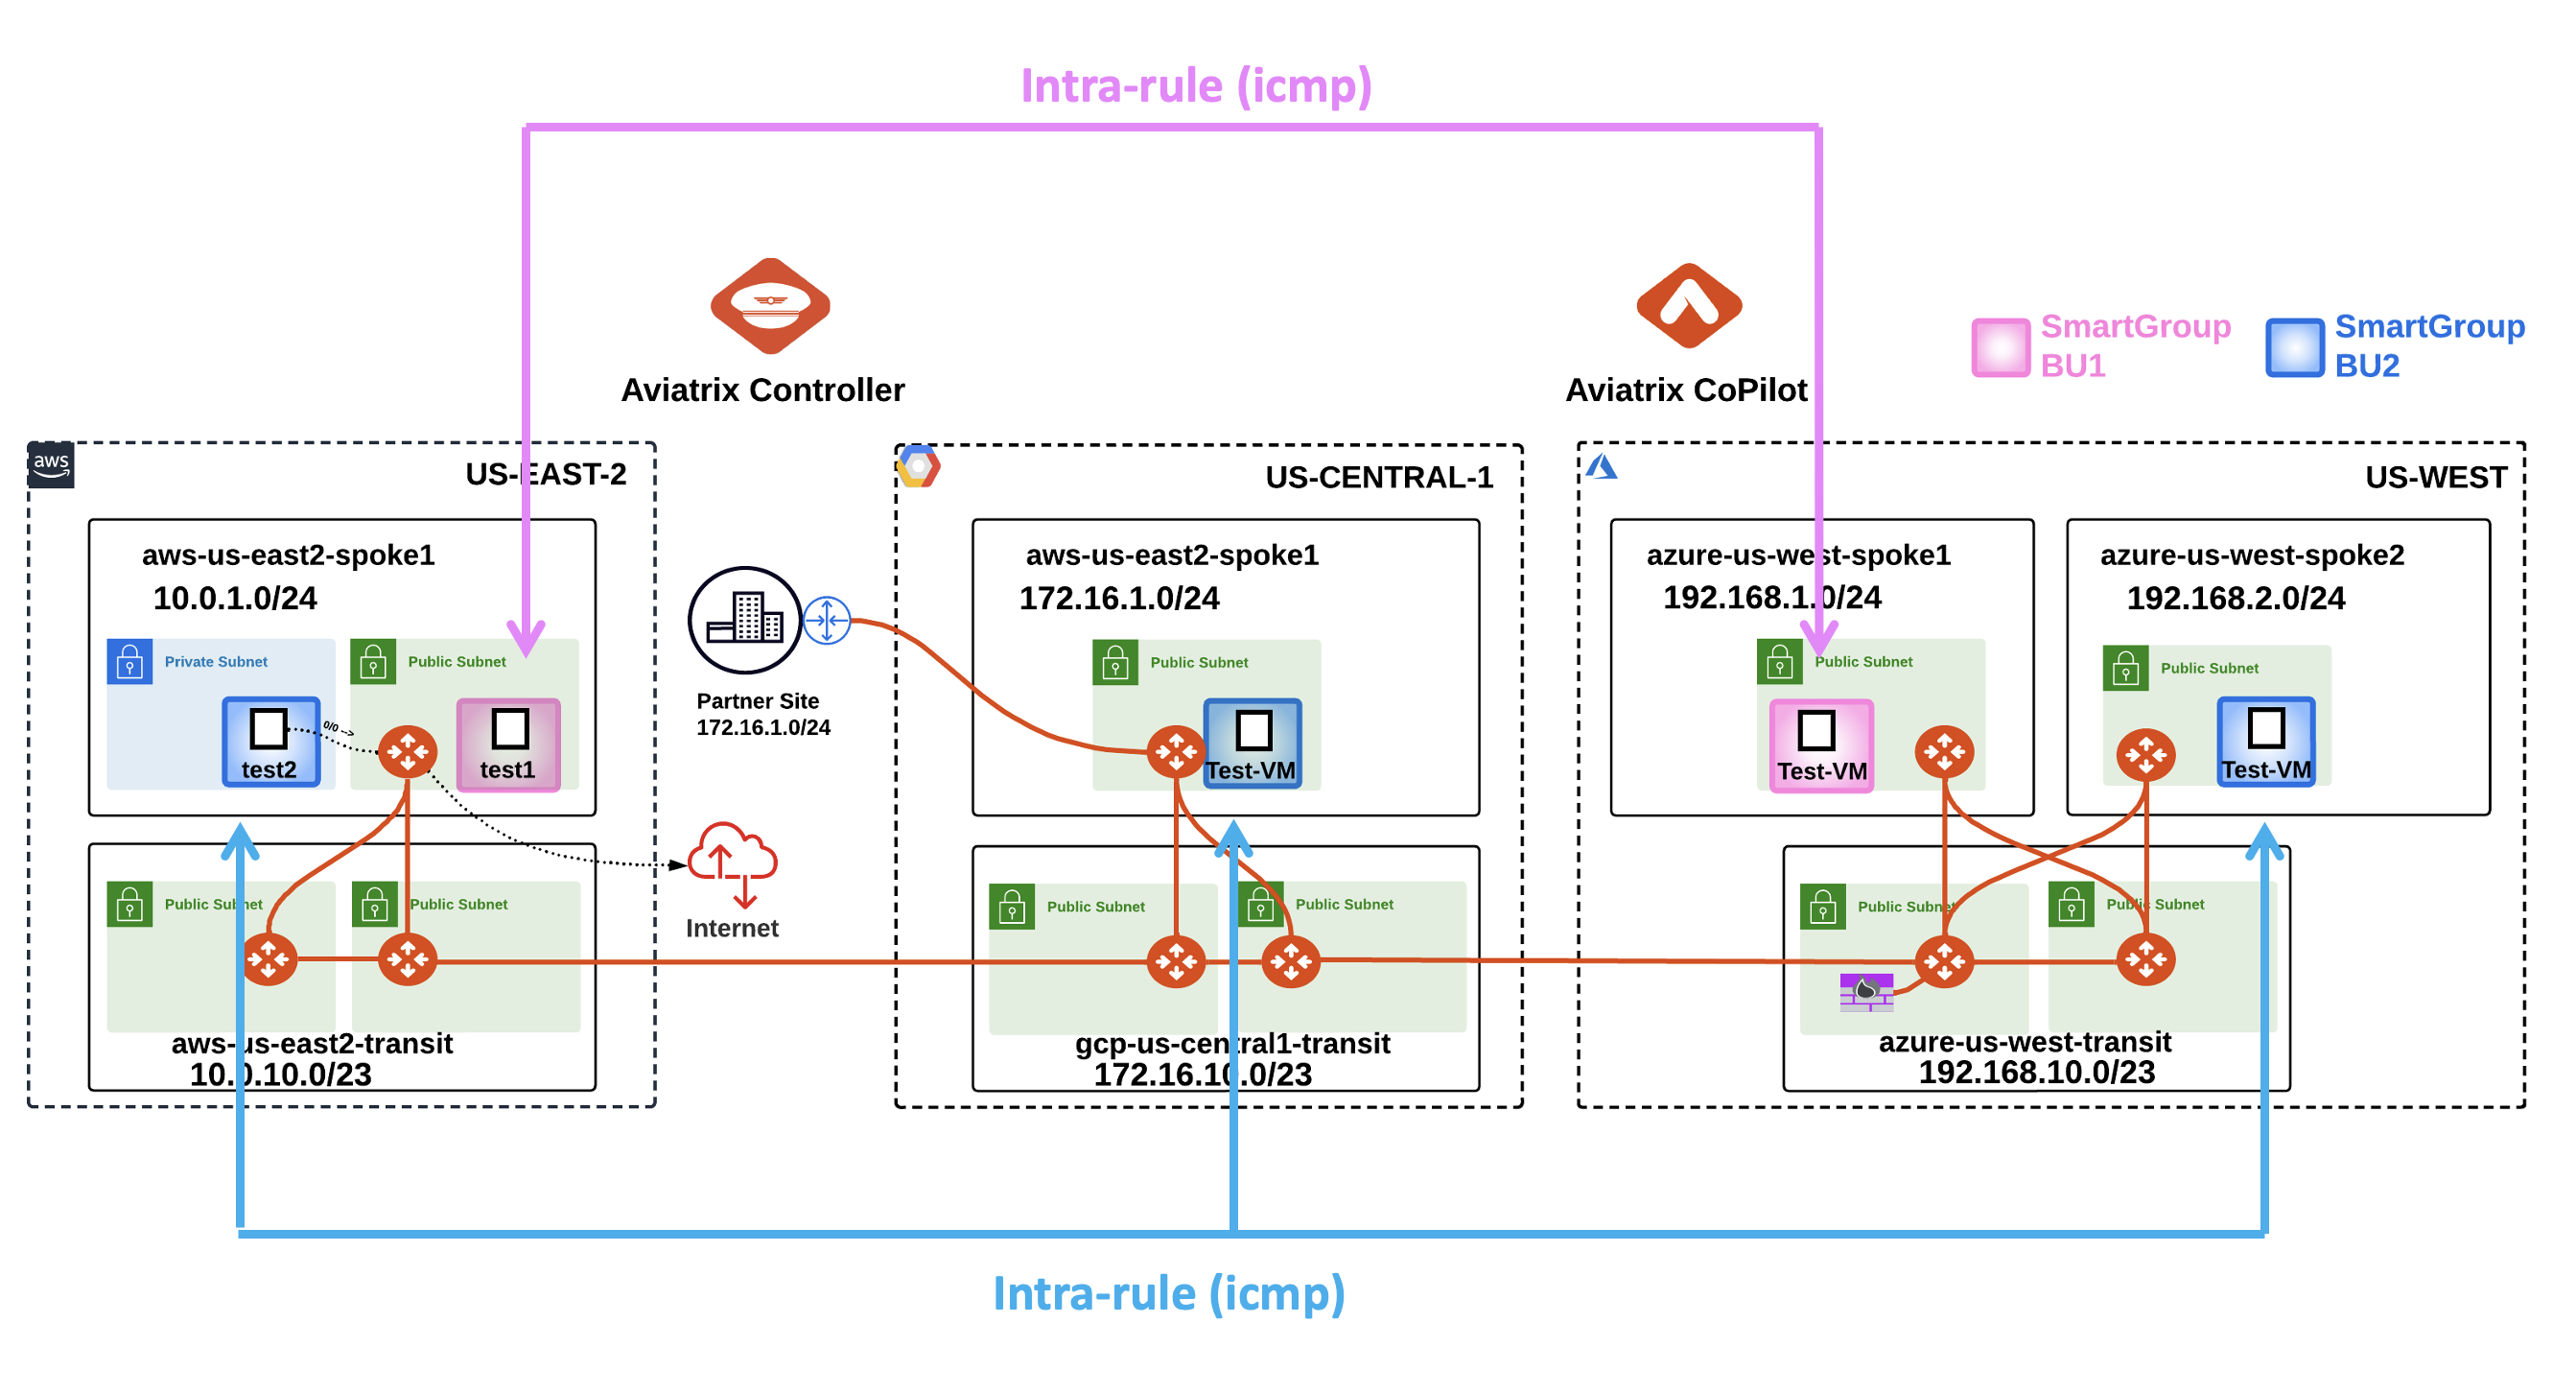 Intra-rule (icmp)
Aviatrix Controller
Aviatrix CoPilot
SmartGroup
BU1
SmartGroup
BU2
aws
US-EAST-2
US-CENTRAL-1
US-WEST
aws-us-east2-spoke1
10.0.1.0/24
Private Subnet
Public Subnet
test2
0/0 -->
test1
Partner Site
172.16.1.0/24
aws-us-east2-spoke1
172.16.1.0/24
Public Subnet
Test-VM
azure-us-west-spoke1
192.168.1.0/24
Public Subnet
Test-VM
azure-us-west-spoke2
192.168.2.0/24
Public Subnet
Test-VM
Internet
Public Subnet
Public Subnet
aws-us-east2-transit
10.0.10.0/23
Public Subnet
Public Subnet
gcp-us-central1-transit
172.16.10.0/23
Public Subnet
Public Subnet
azure-us-west-transit
192.168.10.0/23
Intra-rule (icmp)